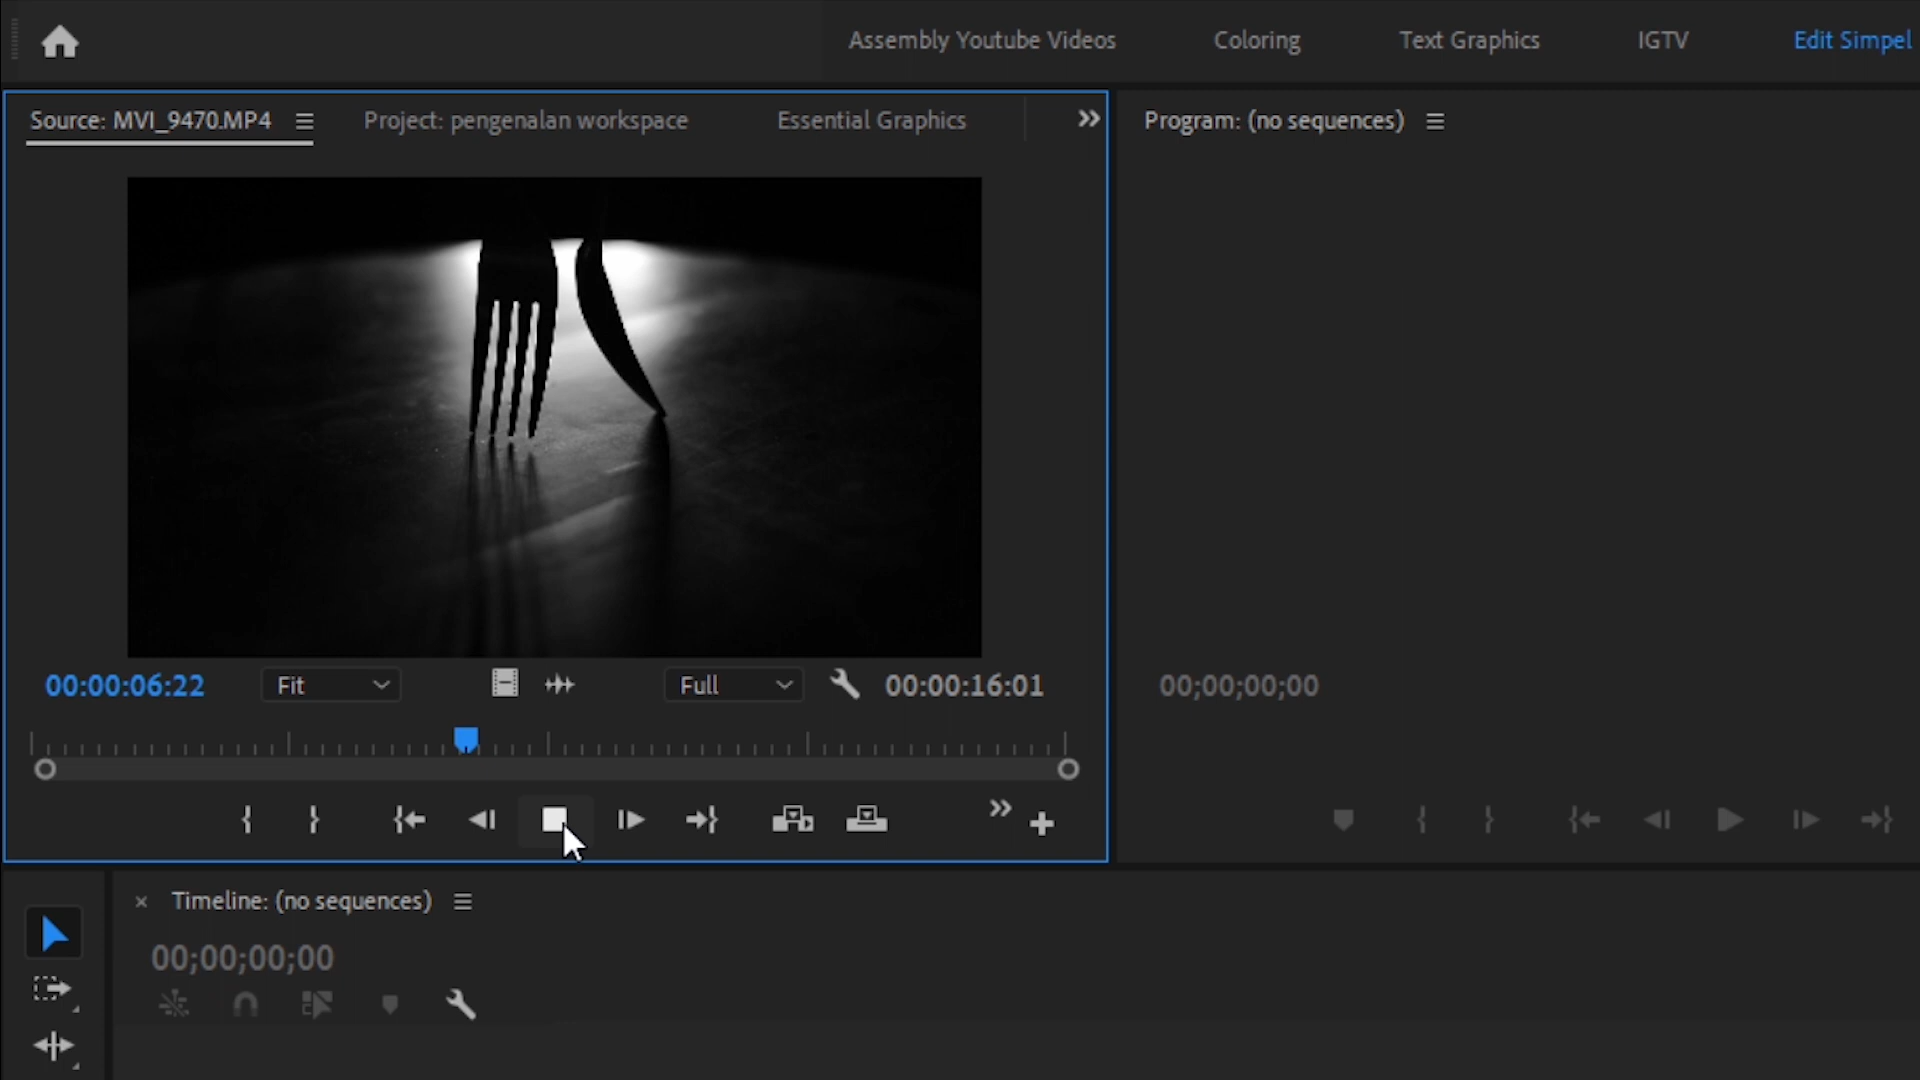 Assembly Youtube Videos
Coloring
Text Graphics
IGTV
Edit Simpel
Source: MVI_9470.MP4
Project: pengenalan workspace
Essential Graphics
Program: (no sequences)
00:00:06:22
Fit
Full
00:00:16:01
00;00;00;00
Timeline: (no sequences)
00;00;00;00